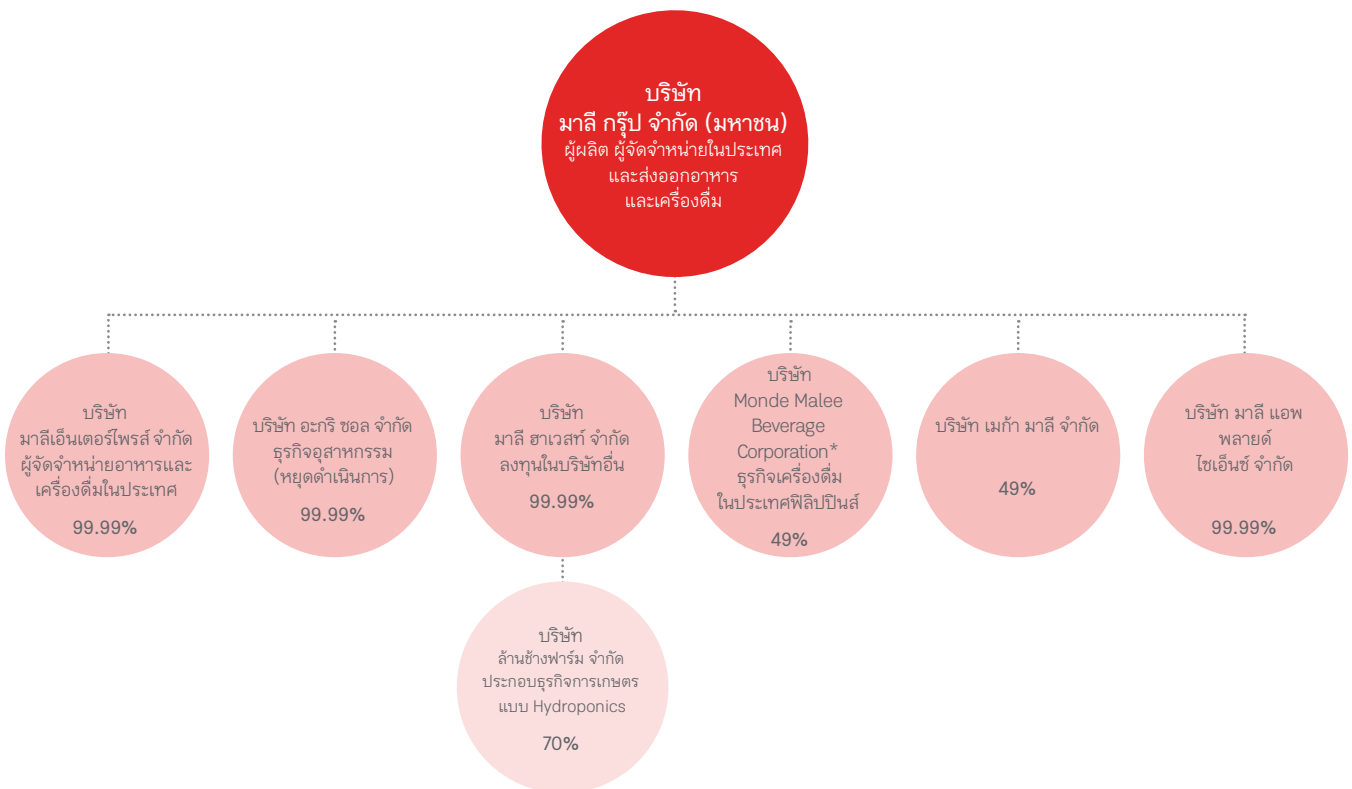 บริษัท
มาลี กรุ๊ป จำกัด (มหาชน)
ผู้ผลิต ผู้จัดจำหน่ายในประเทศ
และส่งออกอาหาร
และเครื่องดื่ม
บริษัท
มาลีเอ็นเตอร์ไพรส์ จำกัด
ผู้จัดจำหน่ายอาหารและ
เครื่องดื่มในประเทศ
99.99%
บริษัท อะกริ ซอล จำกัด
ธุรกิจอุสาหกรรม
(หยุดดำเนินการ)
99.99%
บริษัท
มาลี ฮาเวสท์ จำกัด
ลงทุนในบริษัทอื่น
99.99%
บริษัท
Monde Malee
Beverage
Corporation*
ธุรกิจเครื่องดื่ม
ในประเทศฟิลิปปินส์
49%
บริษัท เมก้า มาลี จำกัด
49%
บริษัท มาลี แอพ
พลายด์
ไซเอ็นซ์ จำกัด
99.99%
บริษัท
ล้านช้างฟาร์ม จำกัด
ประกอบธุรกิจการเกษตร
แบบ Hydroponics
70%